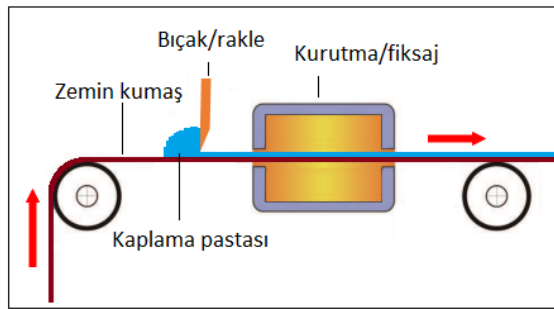 Bıçak/rakle
Kurutma/fiksaj
Zemin kumaş
Kaplama pastası